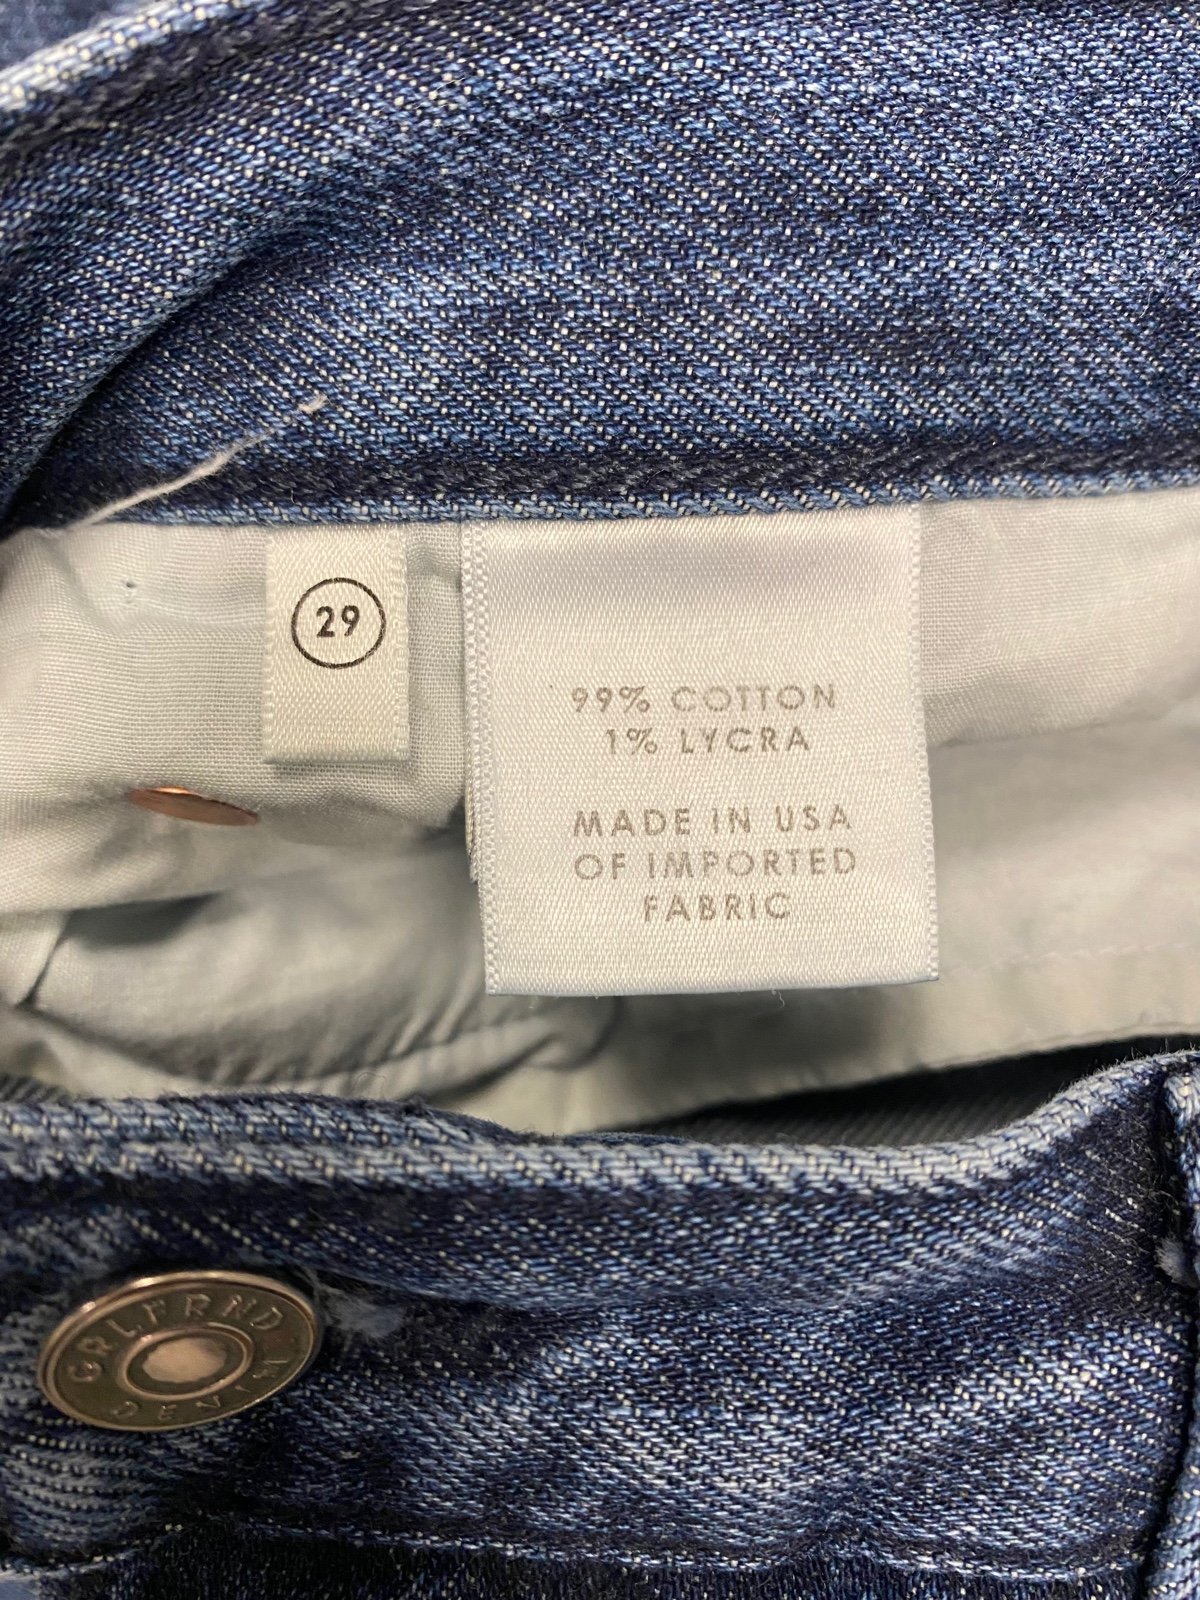 29
99% COTTON
1% LYCRA
MADE IN USA
OF IMPORTED
FABRIC
GRLFRND
DENIM